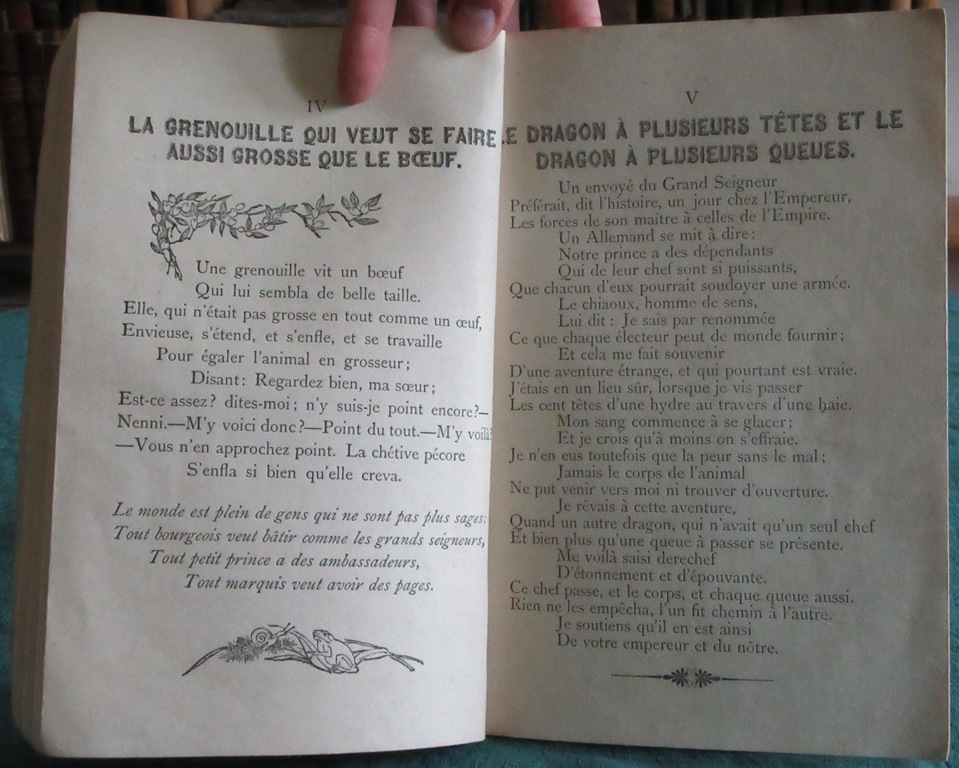 IV
LA GRENOUILLE QUI VEUT SE FAIRE
AUSSI GROSSE QUE LE BŒUF.
Une grenouille vit un bœuf
Qui lui sembla de belle taille.
Elle, qui n'était pas grosse en tout comme un œuf,
Envieuse, s'étend, et s'enfle, et se travaille
Pour égaler l'animal en grosseur;
Disant: Regardez bien, ma sœur;
Est-ce assez? dites-moi; n'y suis-je point encore?—
Nenni.—M'y voici donc?—Point du tout.—M'y voilà?
—Vous n'en approchez point. La chétive pécore
S'enfla si bien qu'elle creva.
Le monde est plein de gens qui ne sont pas plus sages:
Tout bourgeois veut bâtir comme les grands seigneurs,
Tout petit prince a des ambassadeurs,
Tout marquis veut avoir des pages.
V
LE DRAGON À PLUSIEURS TÊTES ET LE
DRAGON À PLUSIEURS QUEUES.
Un envoyé du Grand Seigneur
Préférait, dit l'histoire, un jour chez l'Empereur,
Les forces de son maître à celles de l'Empire.
Un Allemand se mit à dire:
Notre prince a des dépendants
Qui de leur chef sont si puissants,
Que chacun d'eux pourrait soudoyer une armée.
Le chiaoux, homme de sens,
Lui dit: Je sais par renommée
Ce que chaque électeur peut de monde fournir;
Et cela me fait souvenir
D'une aventure étrange, et qui pourtant est vraie.
J'étais en un lieu sûr, lorsque je vis passer
Les cent têtes d'une hydre au travers d'une haie.
Mon sang commence à se glacer;
Et je crois qu'à moins on s'effraie.
Je n'en eus toutefois que la peur sans le mal;
Jamais le corps de l'animal
Ne put venir vers moi ni trouver d'ouverture.
Je rêvais à cette aventure,
Quand un autre dragon, qui n'avait qu'un seul chef
Et bien plus qu'une queue à passer se présente.
Me voilà saisi derechef
D'étonnement et d'épouvante.
Ce chef passe, et le corps, et chaque queue aussi.
Rien ne les empêcha, l'un fit chemin à l'autre.
Je soutiens qu'il en est ainsi
De votre empereur et du nôtre.